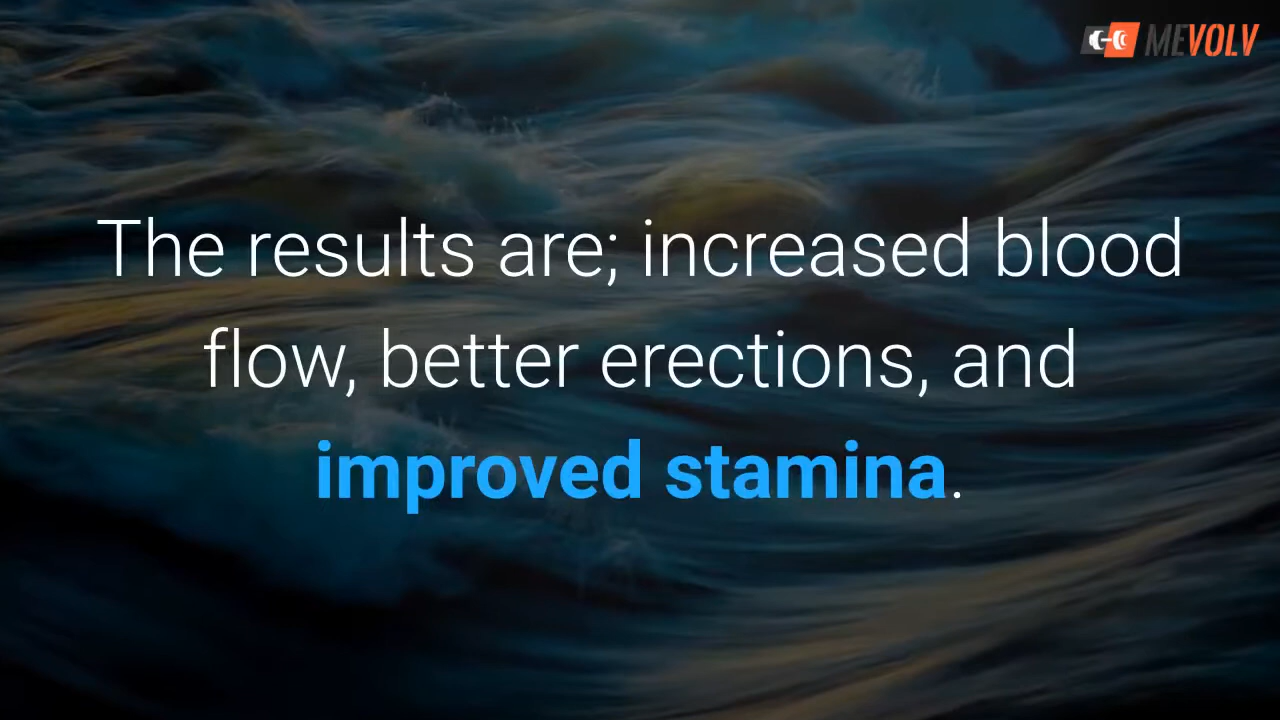 MEVOLV
The results are; increased blood
flow, better erections, and
improved stamina.